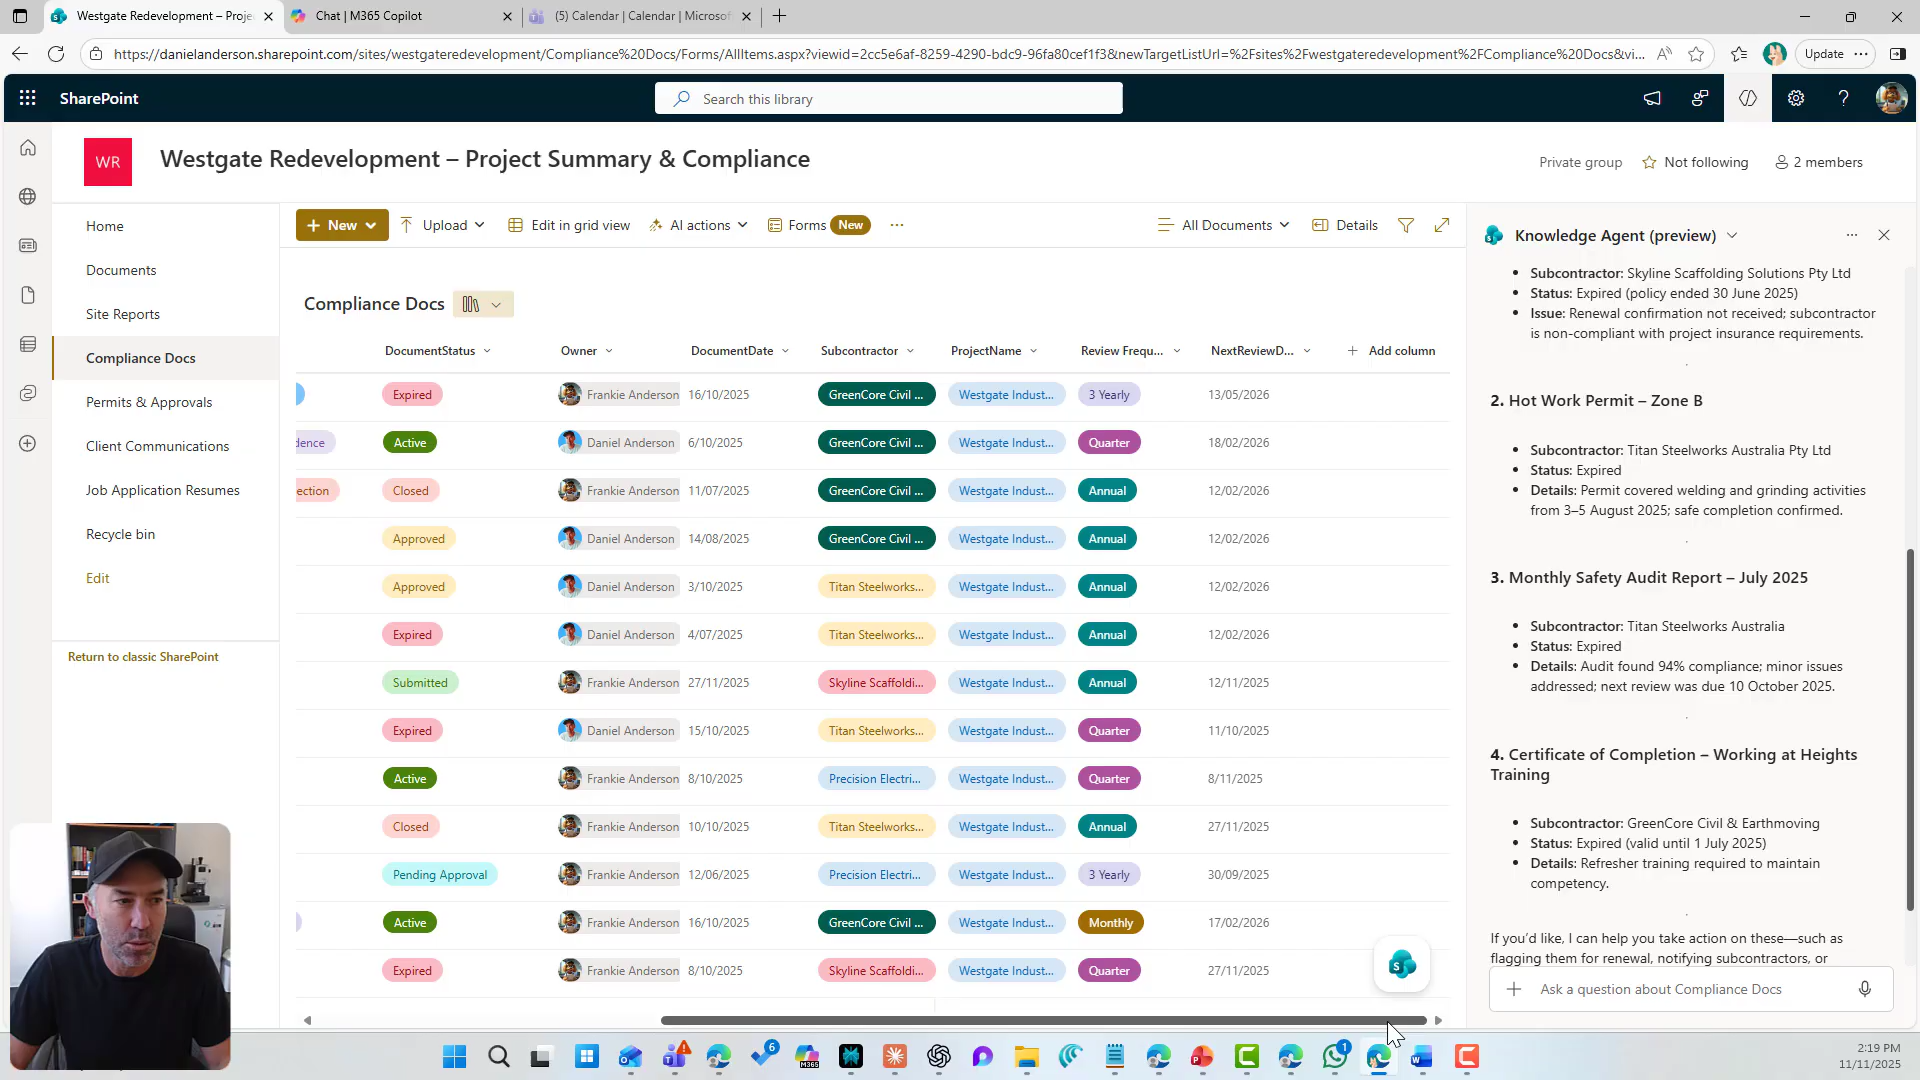 Westgate Redevelopment – Proje
Chat | M365 Copilot
(5) Calendar | Calendar | Microsof
https://danielanderson.sharepoint.com/sites/westgateredevelopment/Compliance%20Docs/Forms/AllItems.aspx?viewid=2cc5e6af-8259-4290-bdc9-96fa80cef1f3&newTargetListUrl=%2Fsites%2Fwestgateredevelopment%2FCompliance%20Docs&vi...
Update
SharePoint
Search this library
WR
Westgate Redevelopment – Project Summary & Compliance
Private group
Not following
2 members
Home
Documents
Site Reports
Compliance Docs
Permits & Approvals
Client Communications
Job Application Resumes
Recycle bin
Edit
Return to classic SharePoint
New
Upload
Edit in grid view
AI actions
Forms New
All Documents
Details
Compliance Docs
DocumentStatus Owner DocumentDate Subcontractor ProjectName Review Frequ... NextReviewD... Add column
Expired Frankie Anderson 16/10/2025 GreenCore Civil ... Westgate Indust... 3 Yearly 13/05/2026
dence Active Daniel Anderson 6/10/2025 GreenCore Civil ... Westgate Indust... Quarter 18/02/2026
ection Closed Frankie Anderson 11/07/2025 GreenCore Civil ... Westgate Indust... Annual 12/02/2026
Approved Daniel Anderson 14/08/2025 GreenCore Civil ... Westgate Indust... Annual 12/02/2026
Approved Daniel Anderson 3/10/2025 Titan Steelworks... Westgate Indust... Annual 12/02/2026
Expired Daniel Anderson 4/07/2025 Titan Steelworks... Westgate Indust... Annual 12/02/2026
Submitted Frankie Anderson 27/11/2025 Skyline Scaffoldi... Westgate Indust... Annual 12/11/2025
Expired Daniel Anderson 15/10/2025 Titan Steelworks... Westgate Indust... Quarter 11/10/2025
Active Frankie Anderson 8/10/2025 Precision Electri... Westgate Indust... Quarter 8/11/2025
Closed Frankie Anderson 10/10/2025 Titan Steelworks... Westgate Indust... Annual 27/11/2025
Pending Approval Frankie Anderson 12/06/2025 Precision Electri... Westgate Indust... 3 Yearly 30/09/2025
Active Frankie Anderson 16/10/2025 GreenCore Civil ... Westgate Indust... Monthly 17/02/2026
Expired Frankie Anderson 8/10/2025 Skyline Scaffoldi... Westgate Indust... Quarter 27/11/2025
Knowledge Agent (preview)
• Subcontractor: Skyline Scaffolding Solutions Pty Ltd
• Status: Expired (policy ended 30 June 2025)
• Issue: Renewal confirmation not received; subcontractor
is non-compliant with project insurance requirements.
2. Hot Work Permit – Zone B
• Subcontractor: Titan Steelworks Australia Pty Ltd
• Status: Expired
• Details: Permit covered welding and grinding activities
from 3–5 August 2025; safe completion confirmed.
3. Monthly Safety Audit Report – July 2025
• Subcontractor: Titan Steelworks Australia
• Status: Expired
• Details: Audit found 94% compliance; minor issues
addressed; next review was due 10 October 2025.
4. Certificate of Completion – Working at Heights
Training
• Subcontractor: GreenCore Civil & Earthmoving
• Status: Expired (valid until 1 July 2025)
• Details: Refresher training required to maintain
competency.
If you'd like, I can help you take action on these—such as
flagging them for renewal, notifying subcontractors, or
Ask a question about Compliance Docs
6
M365
1
2:19 PM
11/11/2025